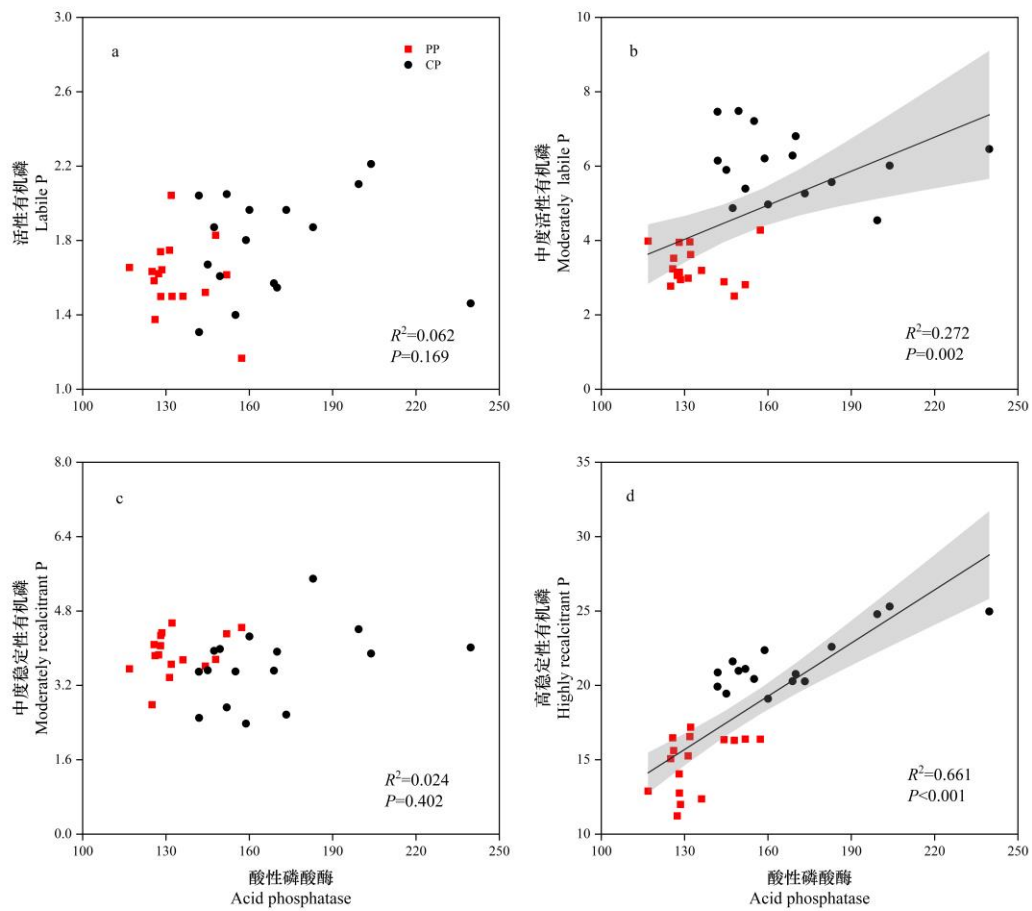 a
PP
CP
3.0
2.6
2.2
1.8
1.4
1.0
活性有机磷
Labile P
R²=0.062
P=0.169
100 130 160 190 220 250
b
10
8
6
4
2
0
中度活性有机磷
Moderately labile P
R²=0.272
P=0.002
100 130 160 190 220 250
c
8.0
6.4
4.8
3.2
1.6
0.0
中度稳定性有机磷
Moderately recalcitrant P
R²=0.024
P=0.402
100 130 160 190 220 250
酸性磷酸酶
Acid phosphatase
d
35
30
25
20
15
10
高稳定性有机磷
Highly recalcitrant P
R²=0.661
P<0.001
100 130 160 190 220 250
酸性磷酸酶
Acid phosphatase